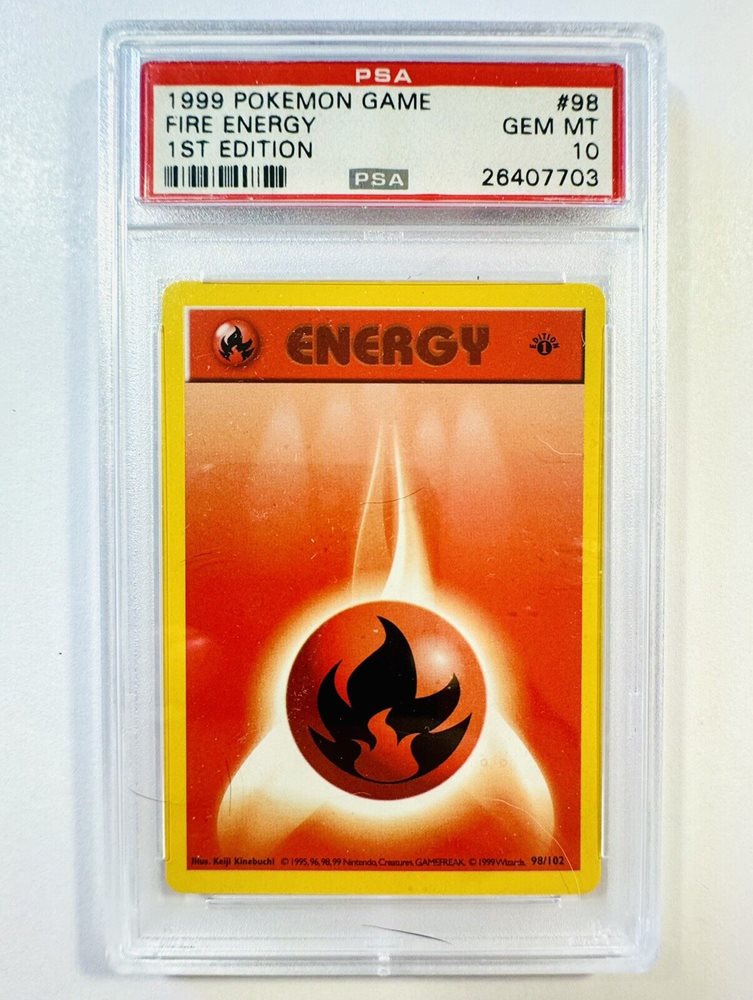 PSA
1999 POKEMON GAME #98
FIRE ENERGY GEM MT
1ST EDITION 10
PSA 26407703
ENERGY
EDITION 1
Illus. Keiji Kinebuchi © 1995, 96, 98, 99 Nintendo, Creatures, GAMEFREAK. © 1999 Wizards. 98/102